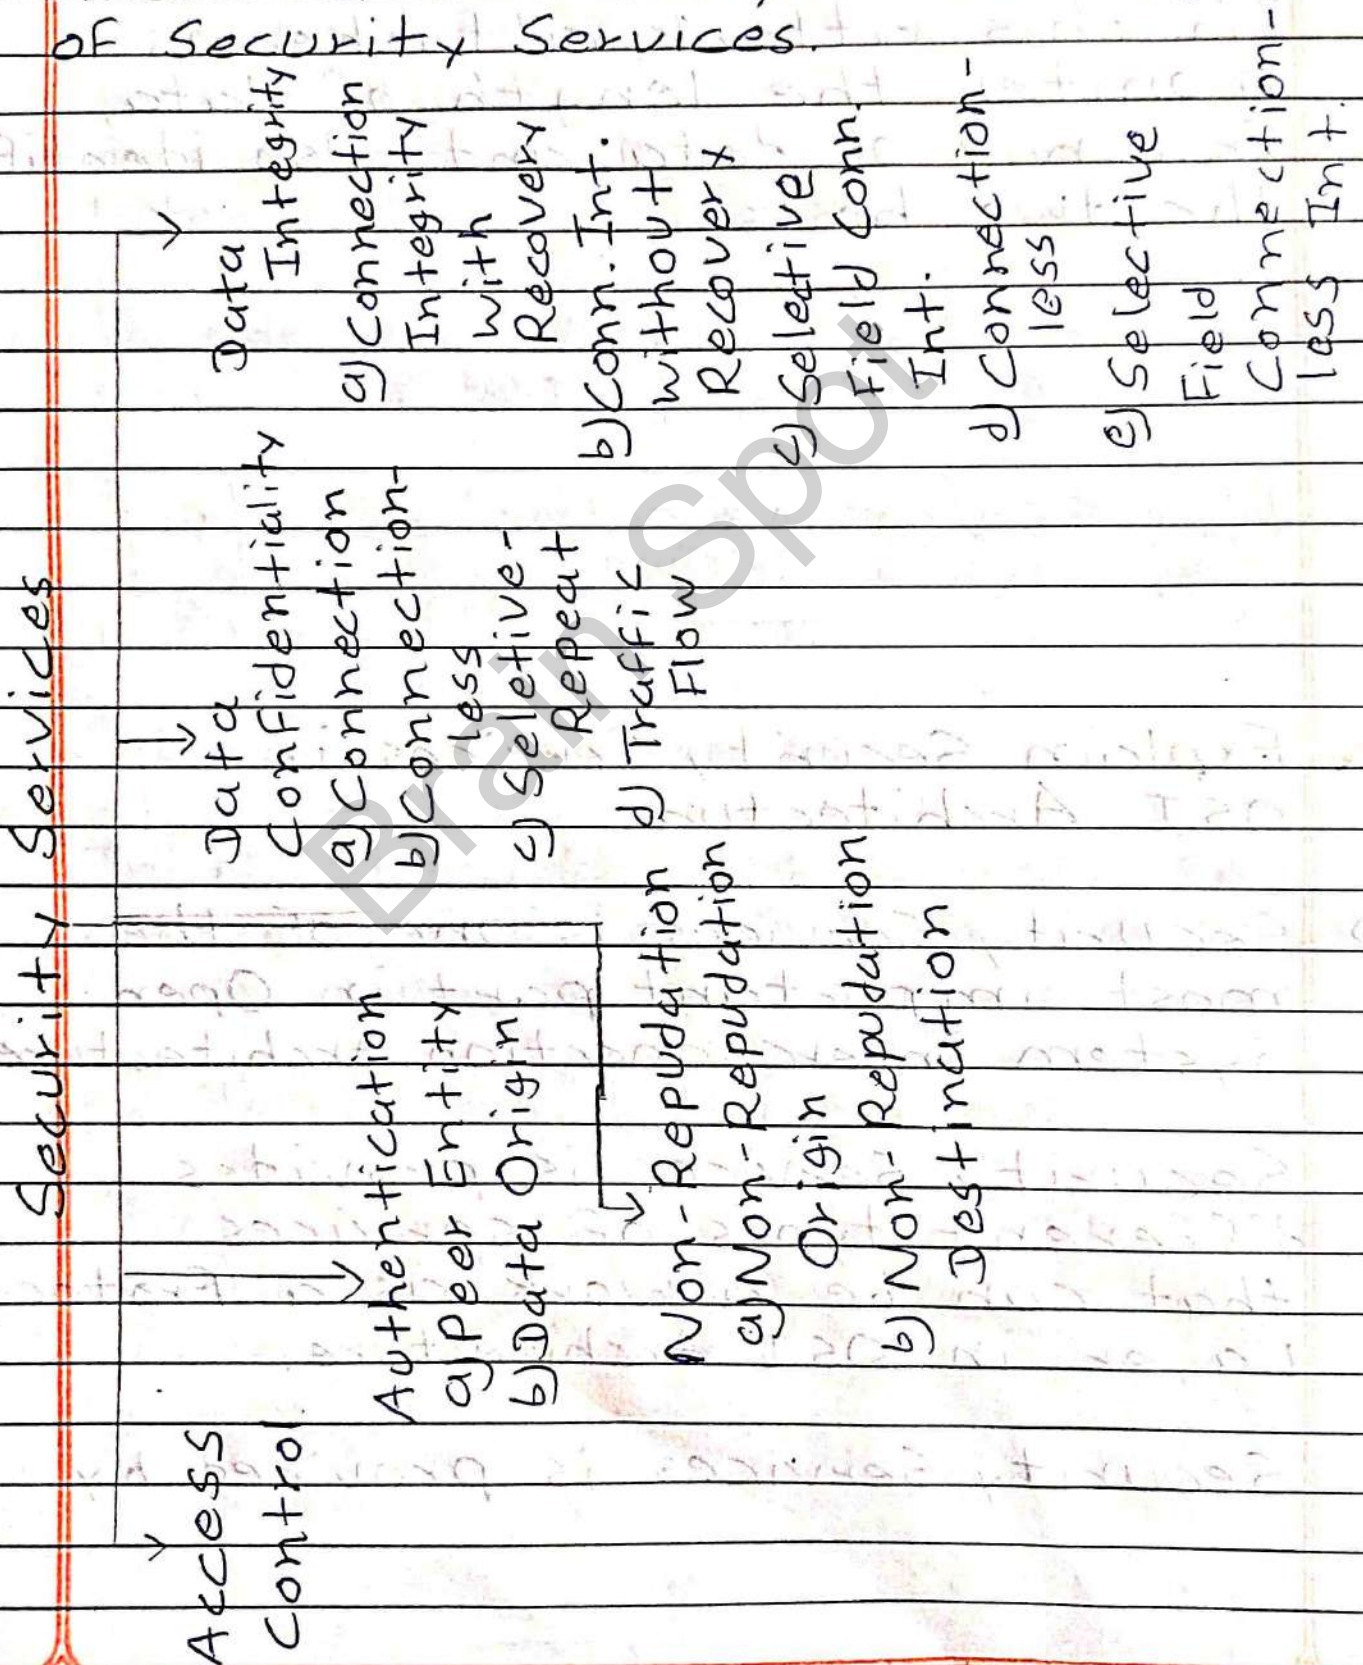 of Security Services.
Security Services
Access
Control
Authentication
a) Peer Entity
b) Data Origin
Non-Repudation
a) Non-Repudation
Origin
b) Non-Repudation
Destination
Data
Confidentiality
a) Connection
b) Connection-
less
c) Seletive-
Repeat
d) Traffic
Flow
Data
Integrity
a) Connection
Integrity
with
Recovery
b) Conn. Int.
without
Recovery
c) Selective
Field Conn.
Int.
d) Connection-
less
e) Selective
Field
Connection-
less Int.
Brain Spot